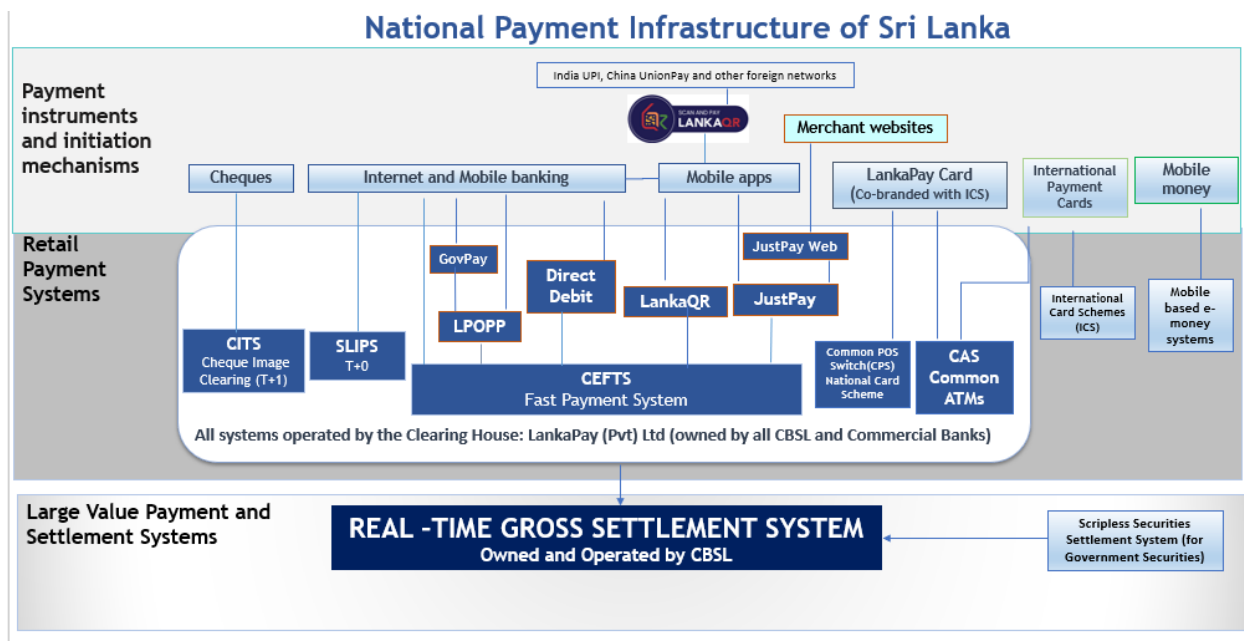 National Payment Infrastructure of Sri Lanka
Payment
instruments
and initiation
mechanisms
India UPI, China UnionPay and other foreign networks
SCAN AND PAY
LANKAQR
Merchant websites
Cheques
Internet and Mobile banking
Mobile apps
LankaPay Card
(Co-branded with ICS)
International
Payment
Cards
Mobile
money
Retail
Payment
Systems
GovPay
Direct
Debit
JustPay Web
LankaQR
JustPay
LPOPP
CITS
Cheque Image
Clearing (T+1)
SLIPS
T+0
CEFTS
Fast Payment System
Common POS
Switch(CPS)
National Card
Scheme
CAS
Common
ATMs
International
Card Schemes
(ICS)
Mobile
based e-
money
systems
All systems operated by the Clearing House: LankaPay (Pvt) Ltd (owned by all CBSL and Commercial Banks)
Large Value Payment and
Settlement Systems
REAL -TIME GROSS SETTLEMENT SYSTEM
Owned and Operated by CBSL
Scripless Securities
Settlement System (for
Government Securities)